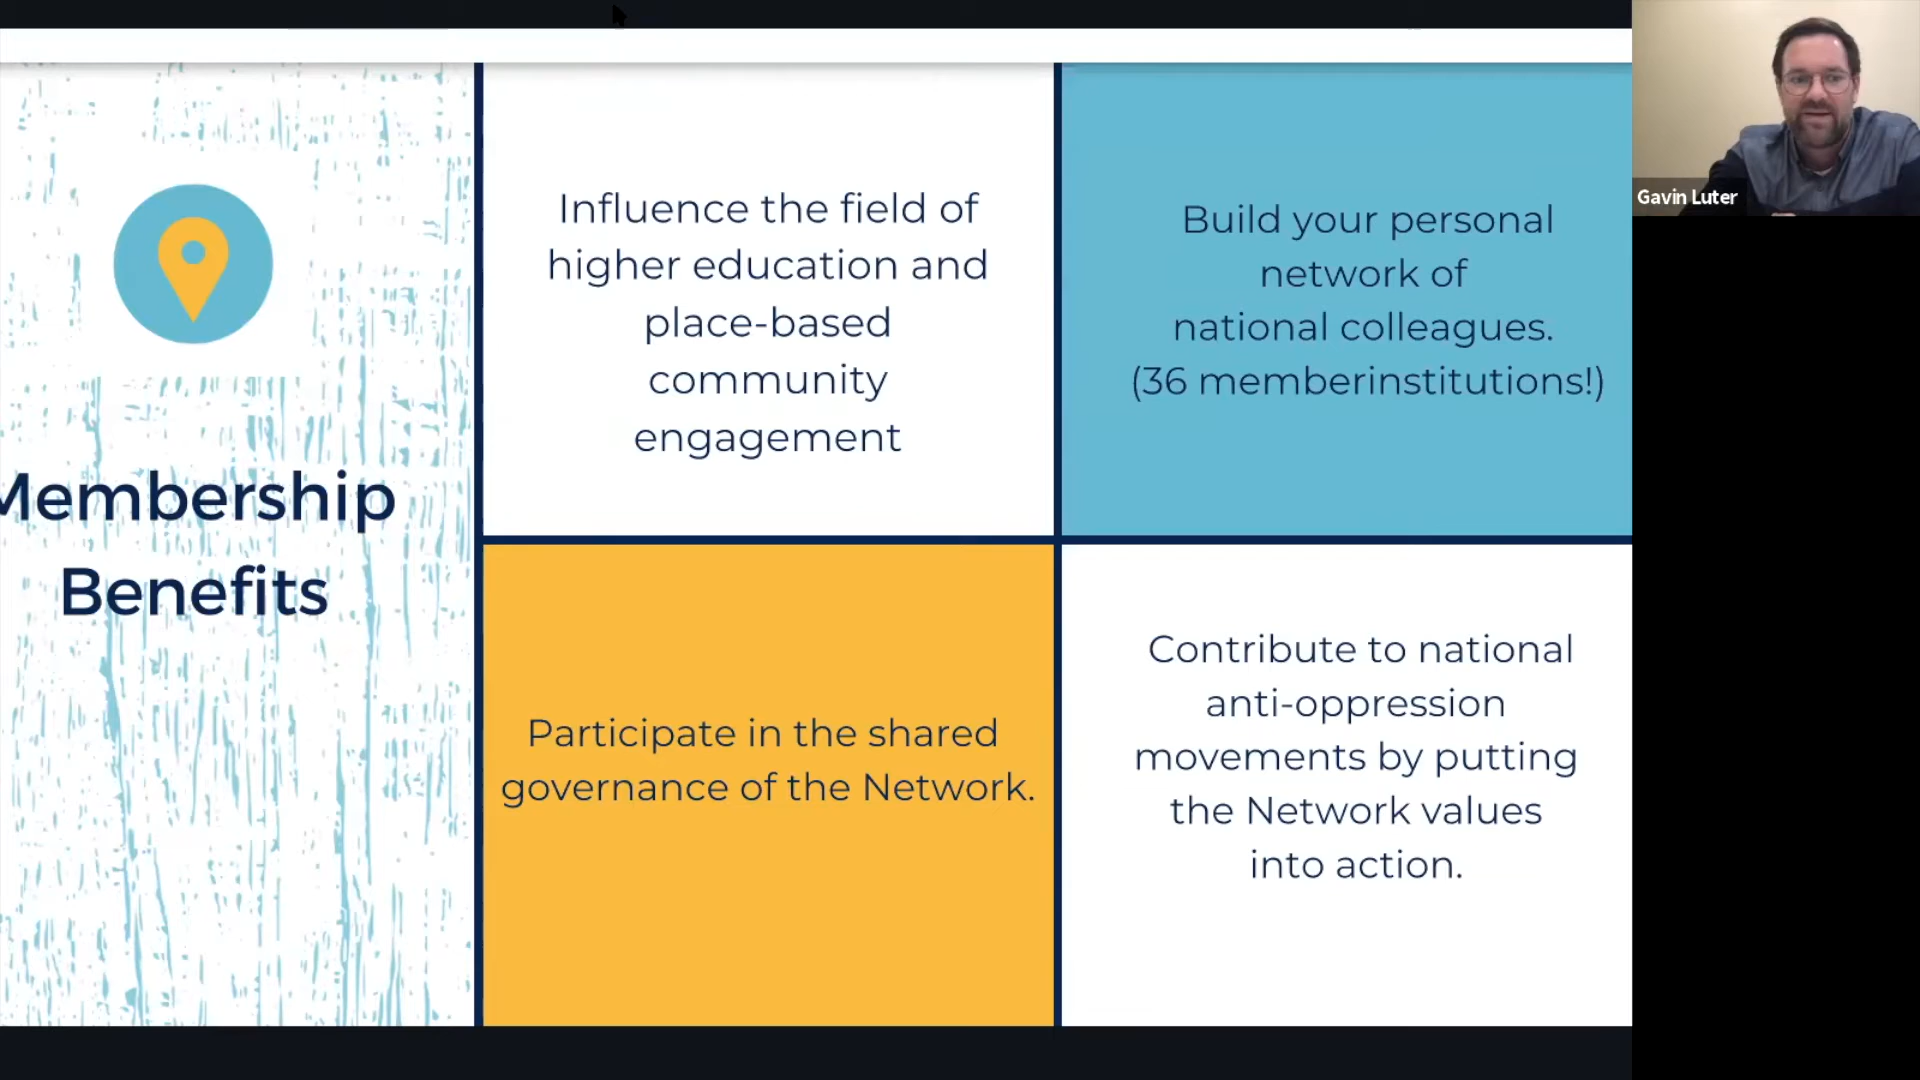 Membership
Benefits
Influence the field of
higher education and
place-based
community
engagement
Build your personal
network of
national colleagues.
(36 memberinstitutions!)
Participate in the shared
governance of the Network.
Contribute to national
anti-oppression
movements by putting
the Network values
into action.
Gavin Luter